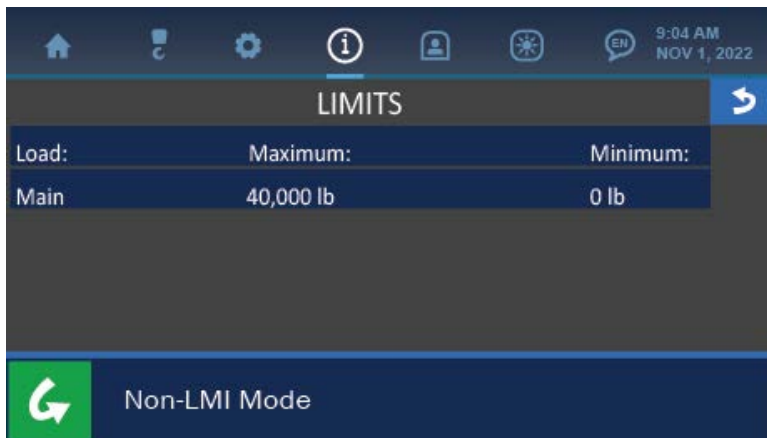 9:04 AM
EN NOV 1, 2022
LIMITS
Load: Maximum: Minimum:
Main 40,000 lb 0 lb
Non-LMI Mode